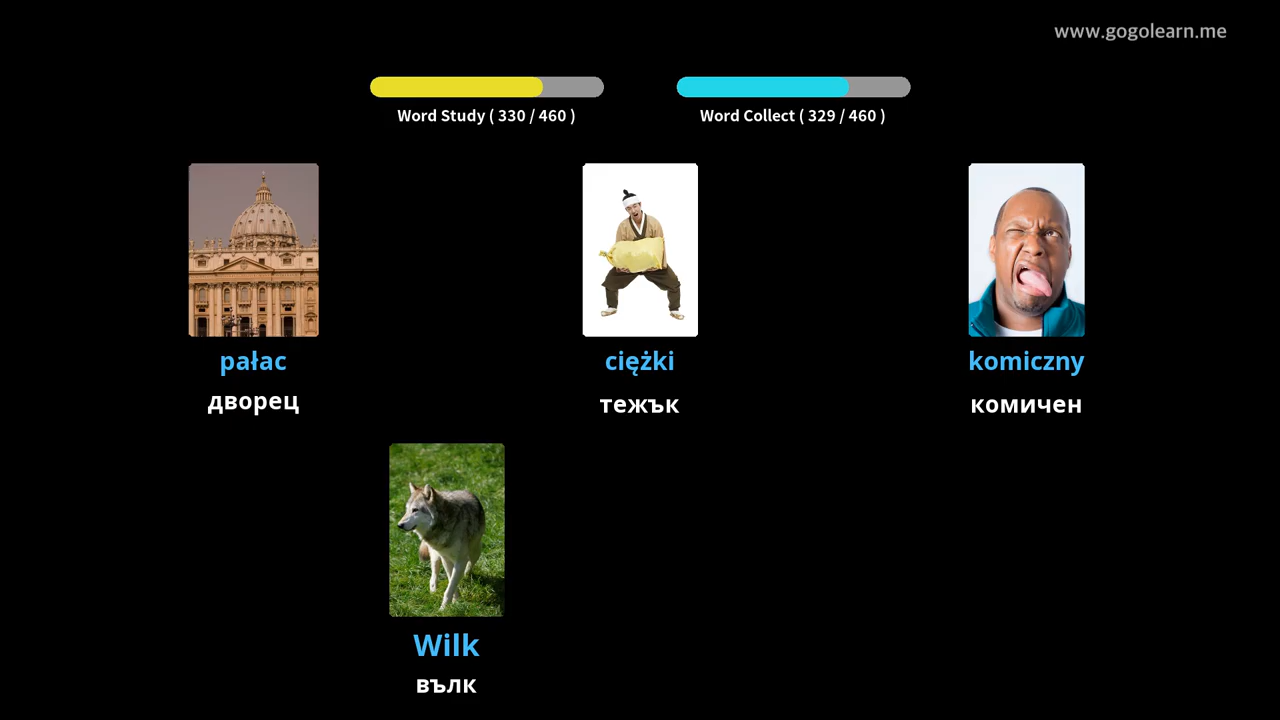 www.gogolearn.me
Word Study ( 330 / 460 )
Word Collect ( 329 / 460 )
pałac
дворец
ciężki
тежък
komiczny
комичен
Wilk
вълк